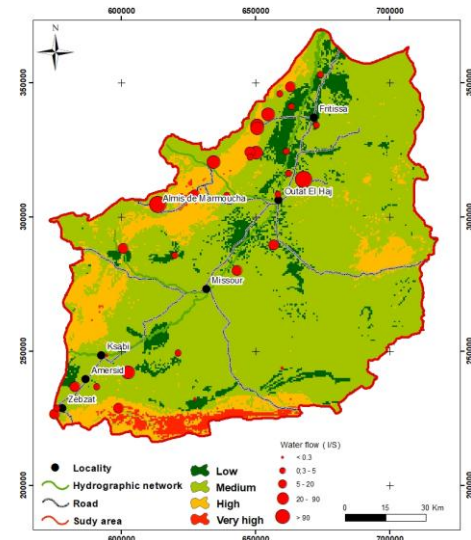 600000 650000 700000
350000 350000
Fritissa
300000 300000
Outat El Haj
Almis de Marmoucha
Missour
250000 250000
Ksabi
Amersid
Zebzat
200000 200000
Locality
Hydrographic network
Road
Sudy area
Low
Medium
High
Very high
Water flow ( l/S)
< 0.3
0,3 - 5
5 - 20
20 - 90
> 99
0 15 30 Km
600000 650000 700000